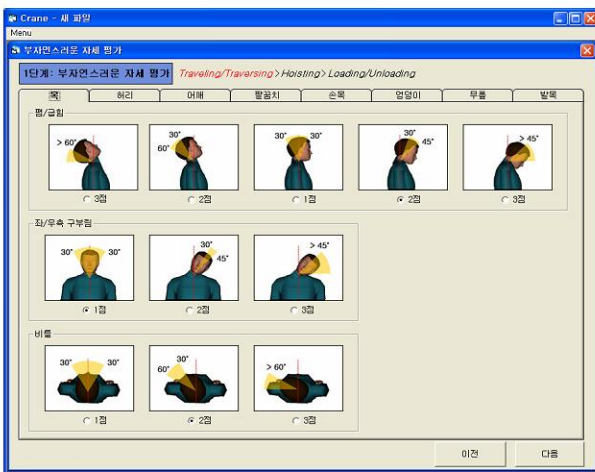 Crane - 새 파일
Menu
부자연스러운 자세 평가
1단계: 부자연스러운 자세 평가 Traveling/Traversing > Hoisting > Loading/Unloading
목 허리 어깨 팔꿈치 손목 엉덩이 무릎 발목
폄/굽힘
> 60° 30° 60° 30° 30° 30° 45° > 45°
3점 2점 1점 2점 3점
좌/우측 구부림
30° 30° 30° 45° > 45°
1점 2점 3점
비틂
30° 30° 30° 60° > 60°
1점 2점 3점
이전 다음